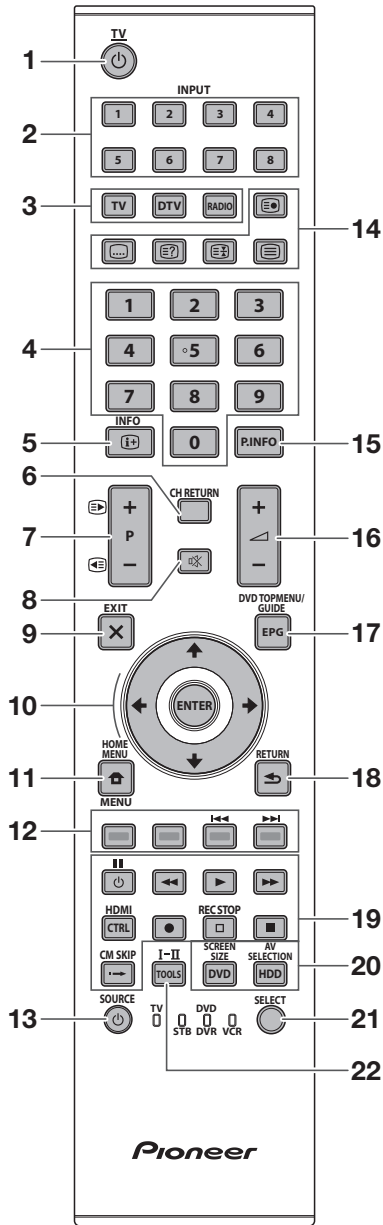 TV
1
INPUT
2
1 2 3 4
5 6 7 8
3
TV DTV RADIO
14
4
1 2 3
4 5 6
7 8 9
INFO
5
i+
0
P.INFO
15
6
CH RETURN
7
+
P
−
+
−
16
8
DVD TOPMENU/
GUIDE
EXIT
9
EPG
17
10
ENTER
HOME
MENU
RETURN
11
18
MENU
12
HDMI
REC STOP
19
CTRL
CM SKIP
I-II
SCREEN
SIZE
AV
SELECTION
20
TOOLS
DVD
HDD
SOURCE
13
TV
STB
DVD
DVR
VCR
SELECT
21
22
Pioneer